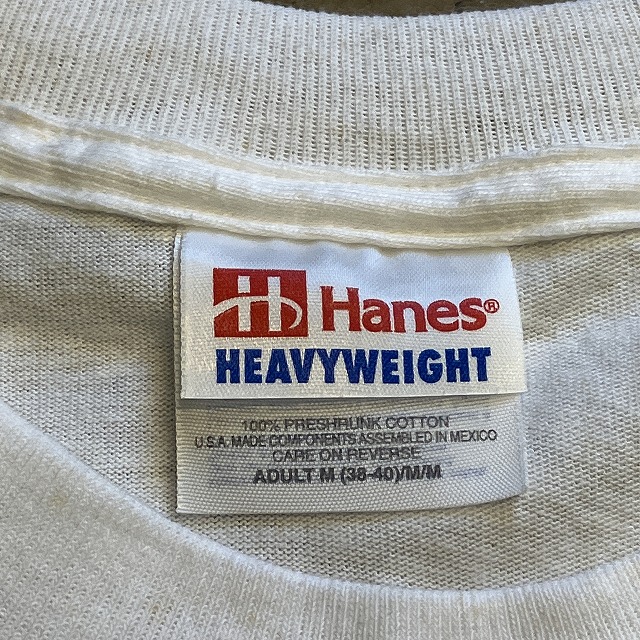 H Hanes®
HEAVYWEIGHT
100% PRESHRUNK COTTON
U.S.A. MADE COMPONENTS ASSEMBLED IN MEXICO
CARE ON REVERSE
ADULT M (38-40)/M/M